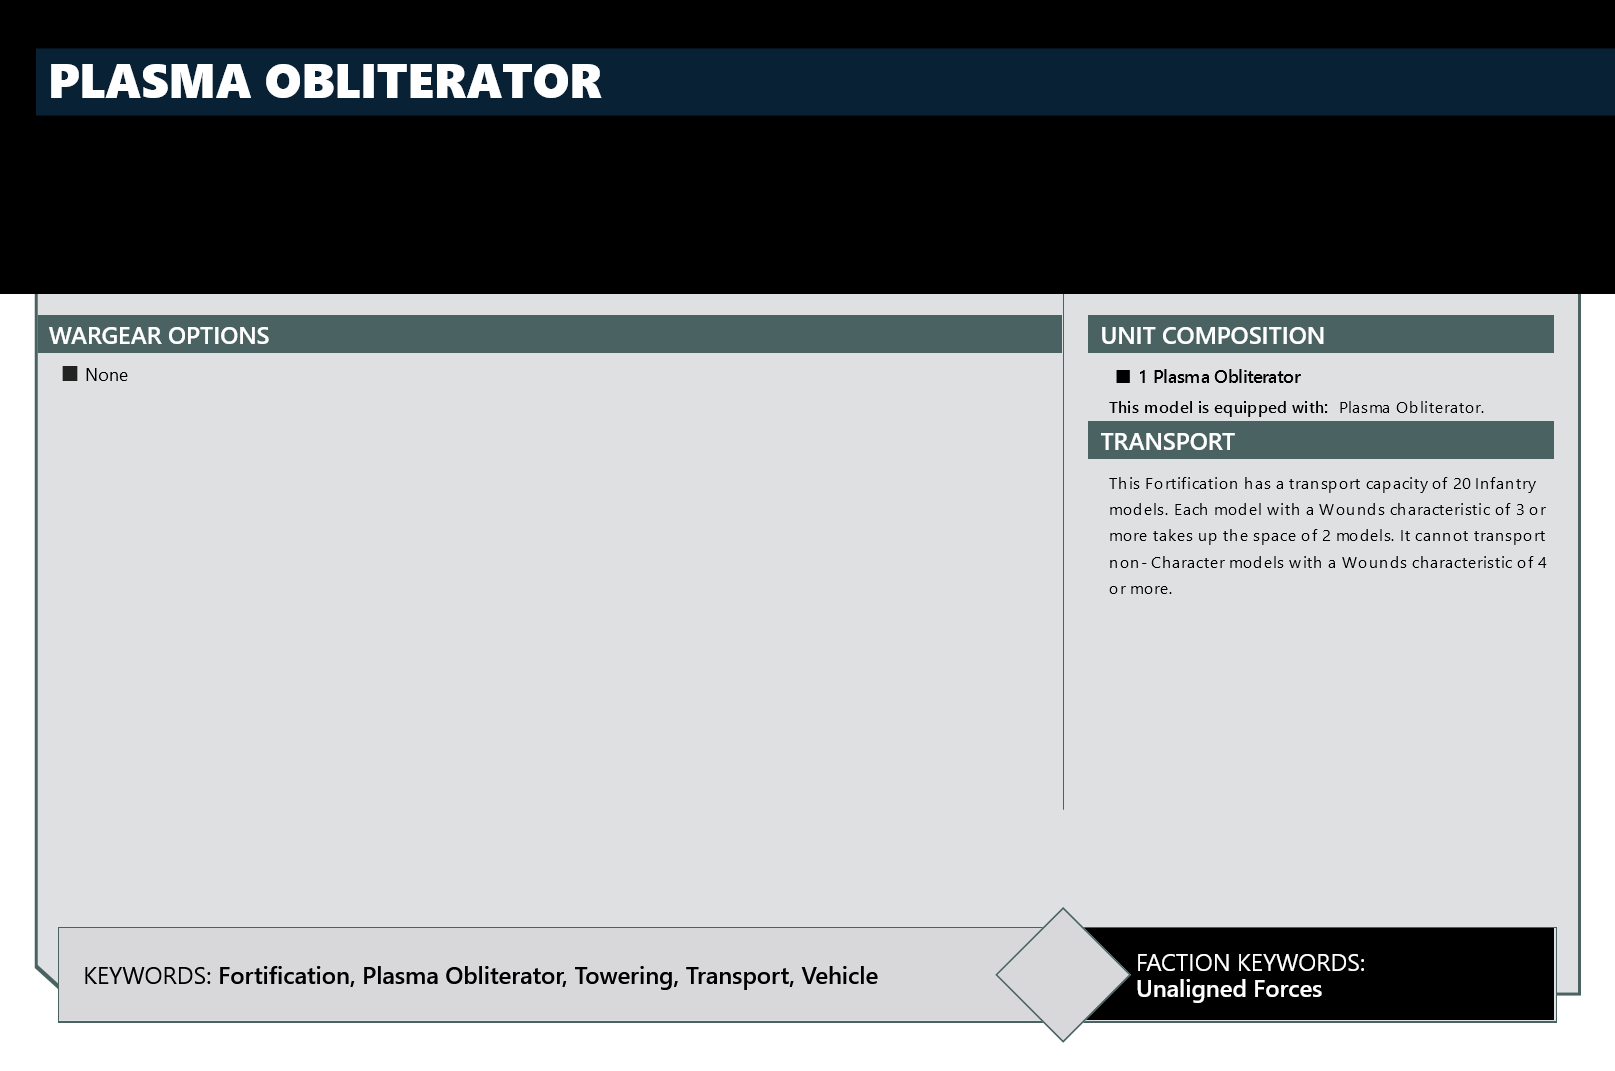 PLASMA OBLITERATOR
WARGEAR OPTIONS
■ None
UNIT COMPOSITION
■ 1 Plasma Obliterator
This model is equipped with: Plasma Obliterator.
TRANSPORT
This Fortification has a transport capacity of 20 Infantry
models. Each model with a Wounds characteristic of 3 or
more takes up the space of 2 models. It cannot transport
non- Character models with a Wounds characteristic of 4
or more.
KEYWORDS: Fortification, Plasma Obliterator, Towering, Transport, Vehicle
FACTION KEYWORDS:
Unaligned Forces